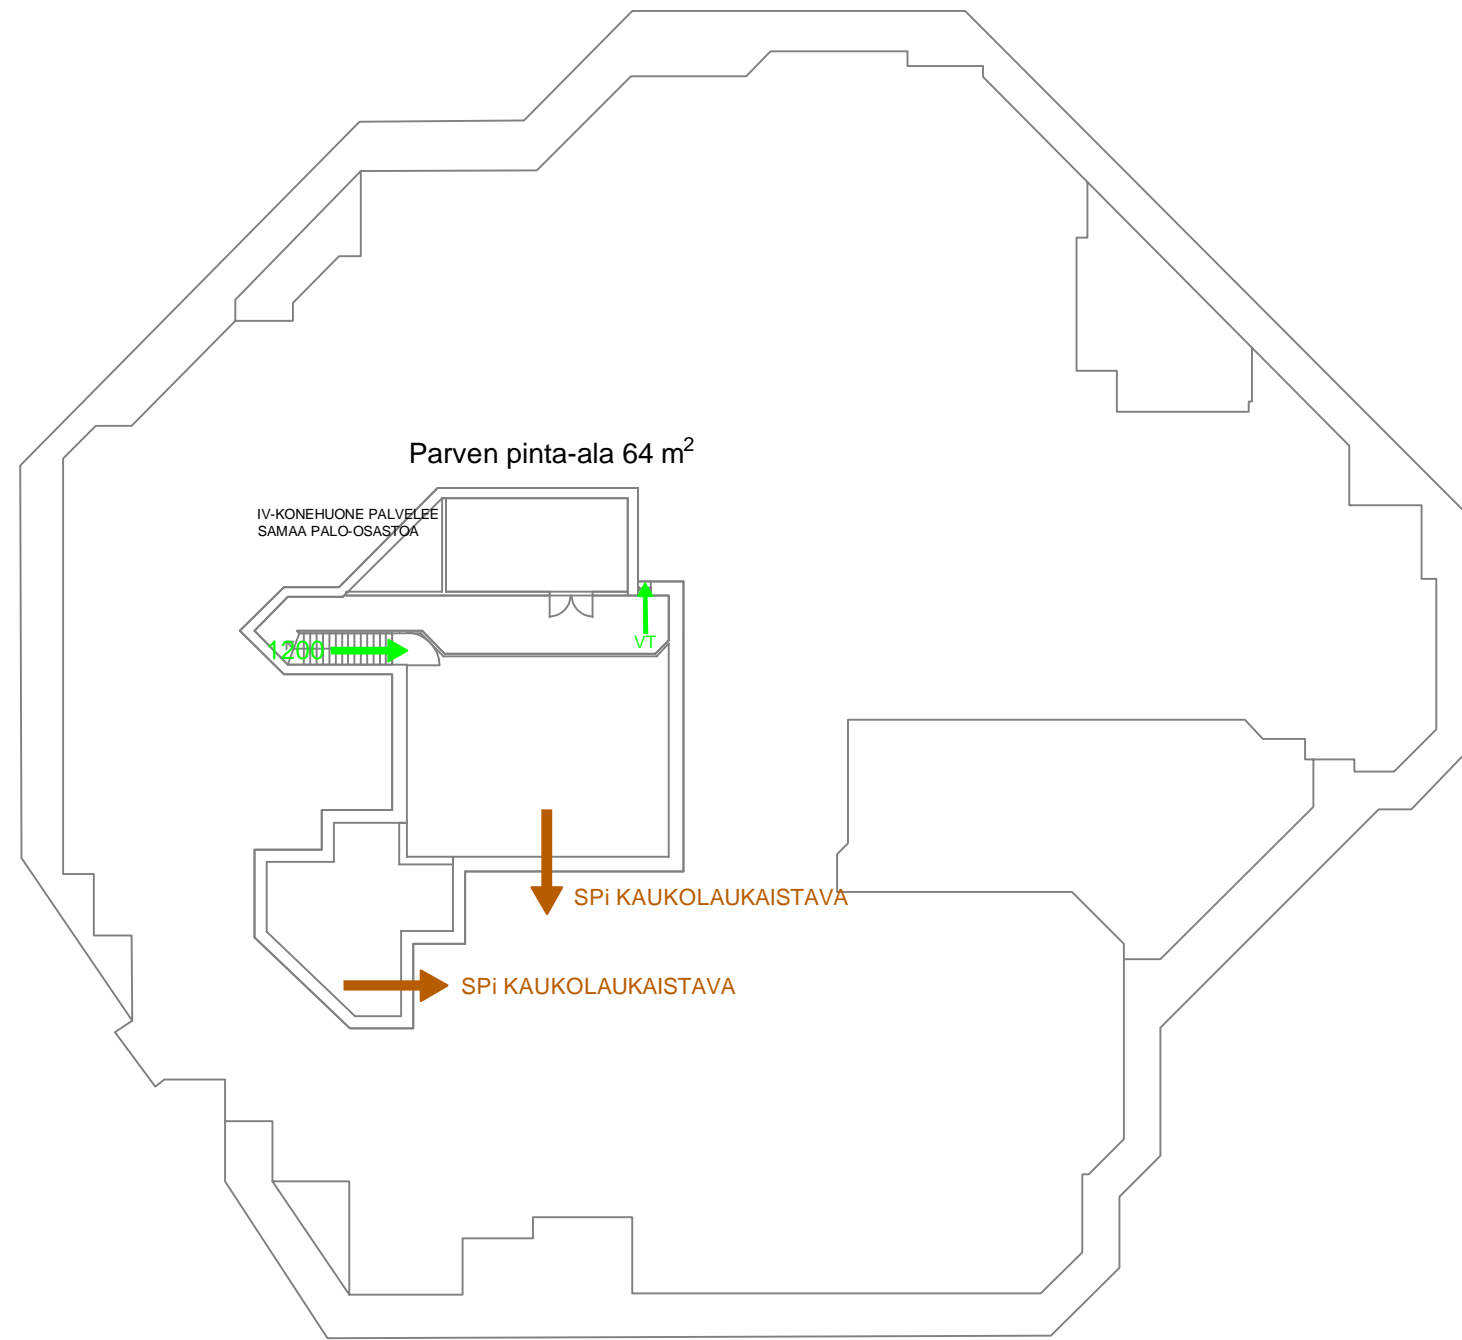 Parven pinta-ala 64 m²
IV-KONEHUONE PALVELEE
SAMAA PALO-OSASTOA
1200
VT
SPi KAUKOLAUKAISTAVA
SPi KAUKOLAUKAISTAVA